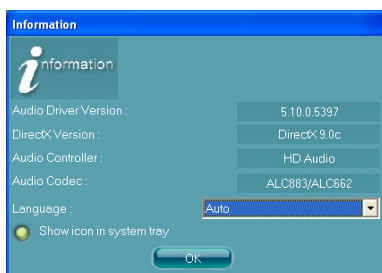 Information
information
Audio Driver Version : 5.10.0.5397
DirectX Version : DirectX 9.0c
Audio Controller : HD Audio
Audio Codec : ALC883/ALC662
Language : Auto
Show icon in system tray
OK